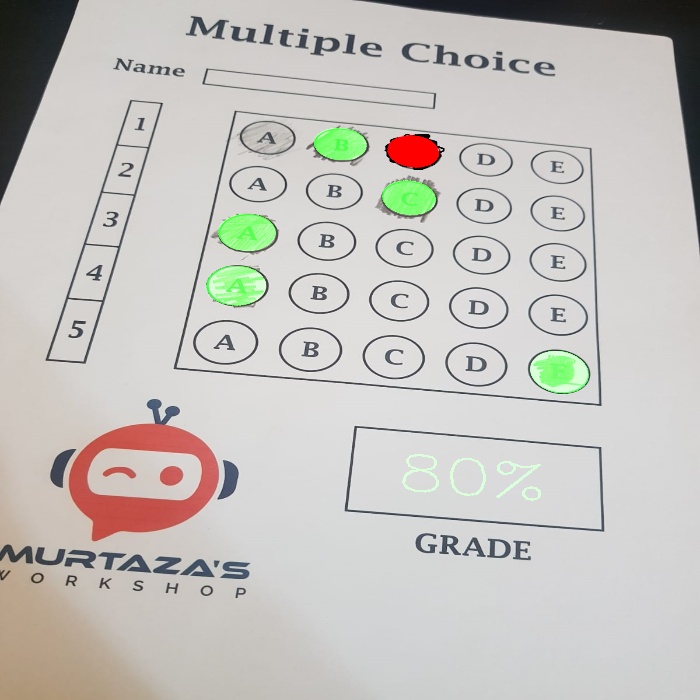 Multiple Choice
Name
1 A B D E
2 A B C D E
3 A B C D E
4 A B C D E
5 A B C D E
80%
GRADE
MURTAZA'S
WORKSHOP